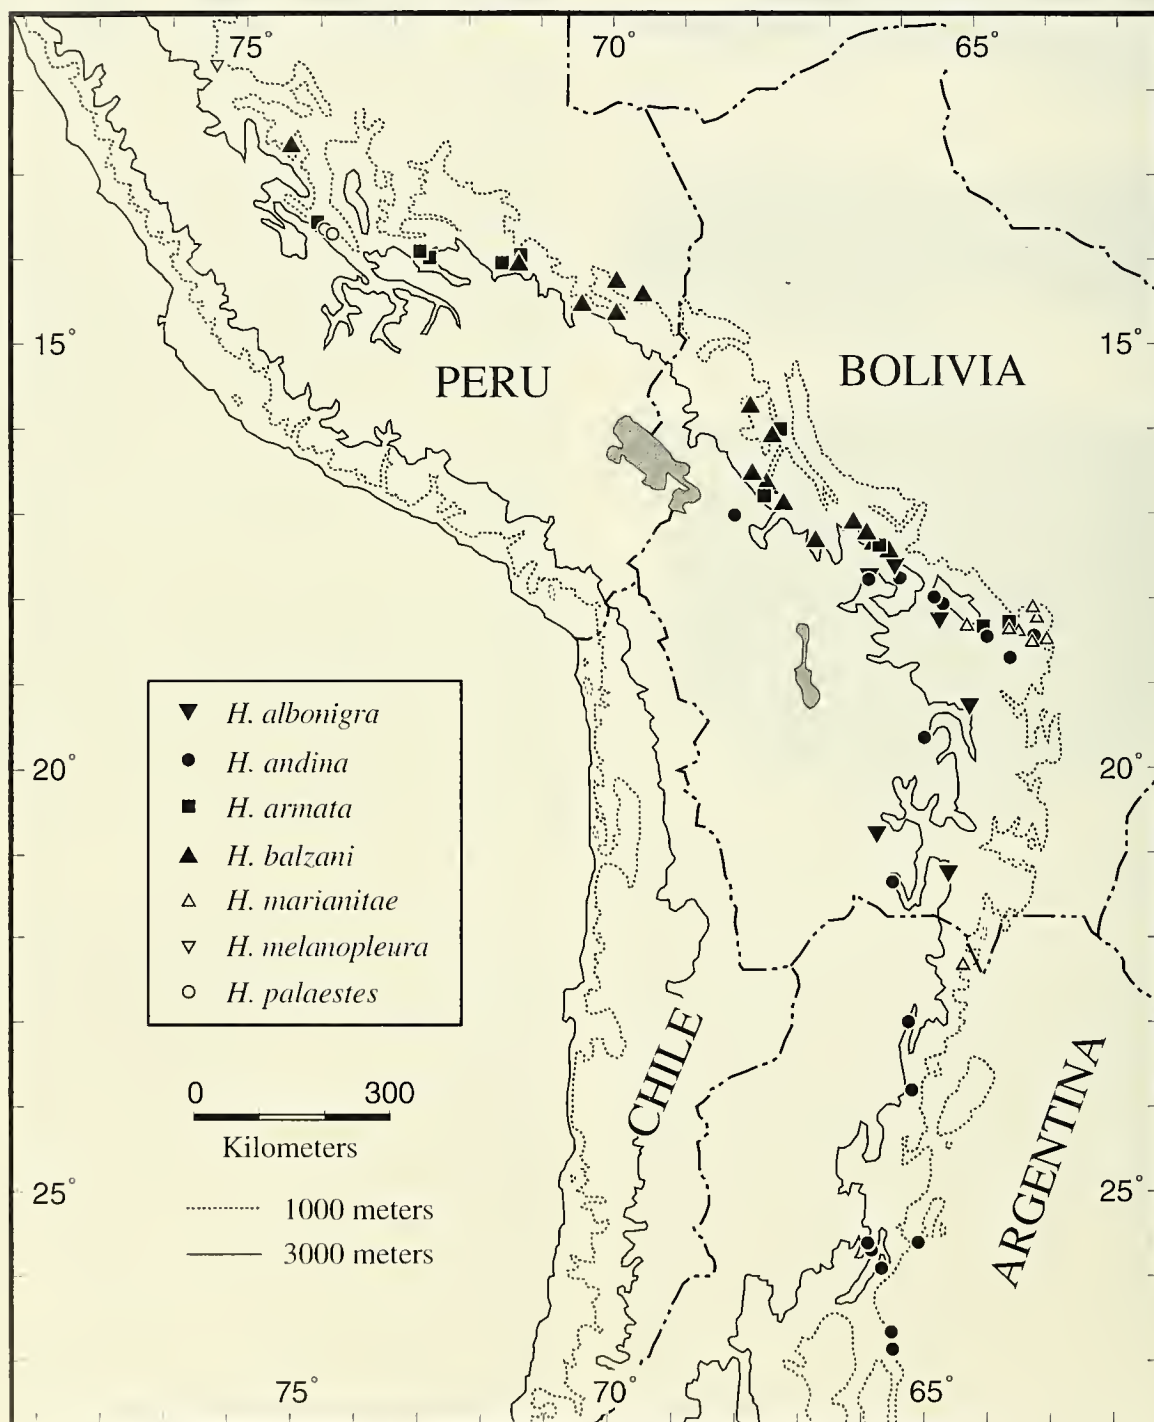 75°
70°
65°
15°
15°
PERU
BOLIVIA
H. albonigra
H. andina
H. armata
H. balzani
H. marianitae
H. melanopleura
H. palaestes
20°
20°
0 300
Kilometers
1000 meters
3000 meters
CHILE
ARGENTINA
25°
25°
75°
70°
65°